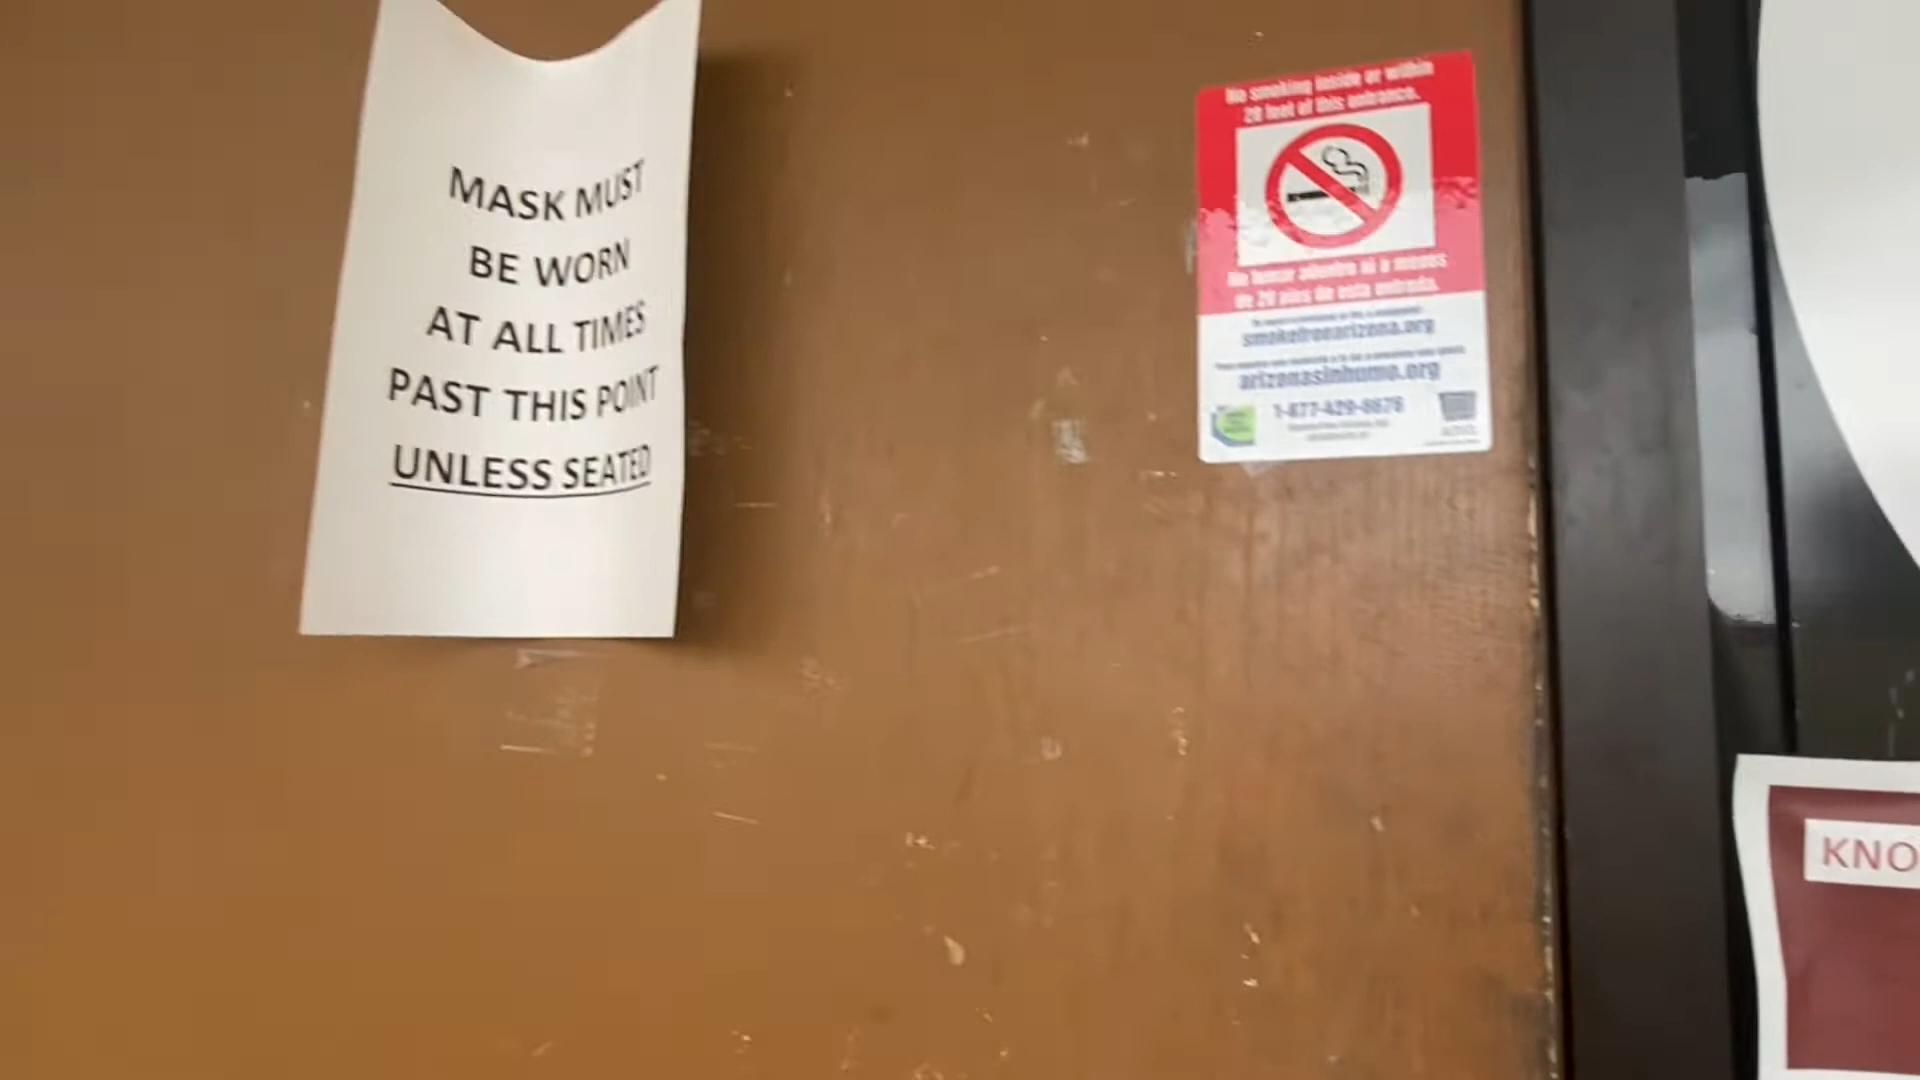 MASK MUST
BE WORN
AT ALL TIMES
PAST THIS POINT
UNLESS SEATED
No smoking inside or within
20 feet of this entrance.
No fumar adentro ni a menos
de 20 pies de esta entrada.
smokefreearizona.org
arizonasinhumo.org
1-877-429-6676
KNO